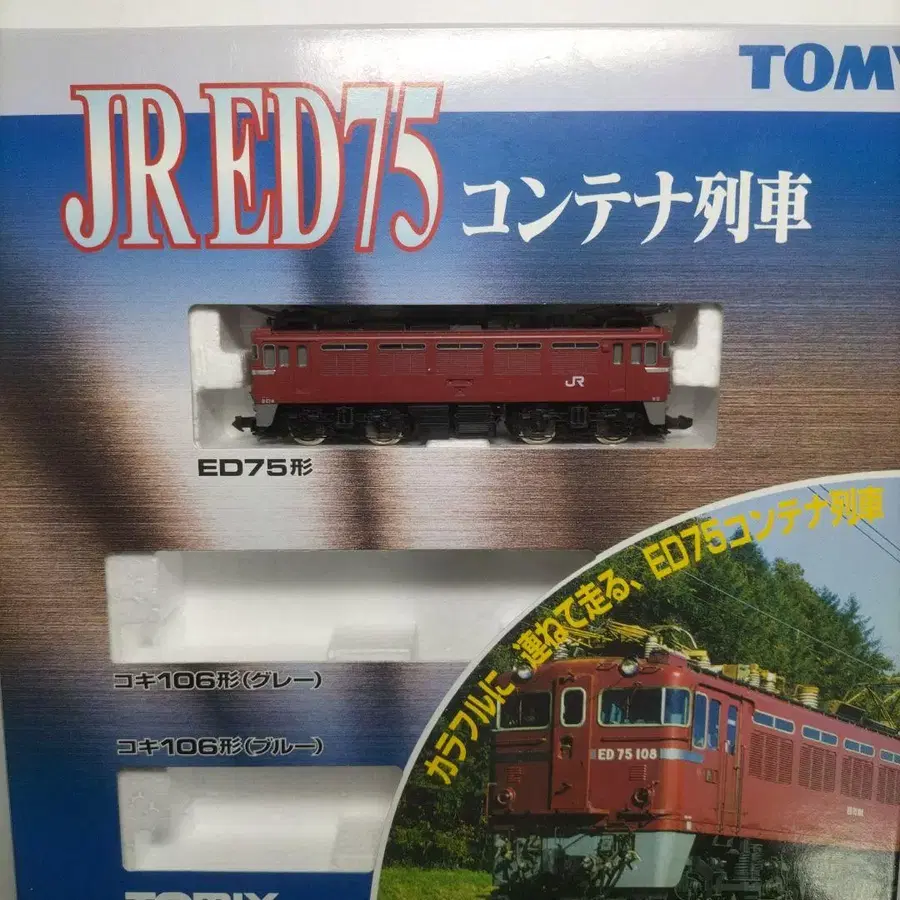 TOMY
JR ED75 コンテナ列車
JR
ED75形
カラフルに 連ねて走る、ED75コンテナ列車
コキ106形(グレー)
コキ106形(ブルー)
ED 75 108
TOMIX